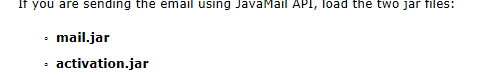 If you are sending the email using JavaMail API, load the two jar files:
mail.jar
activation.jar